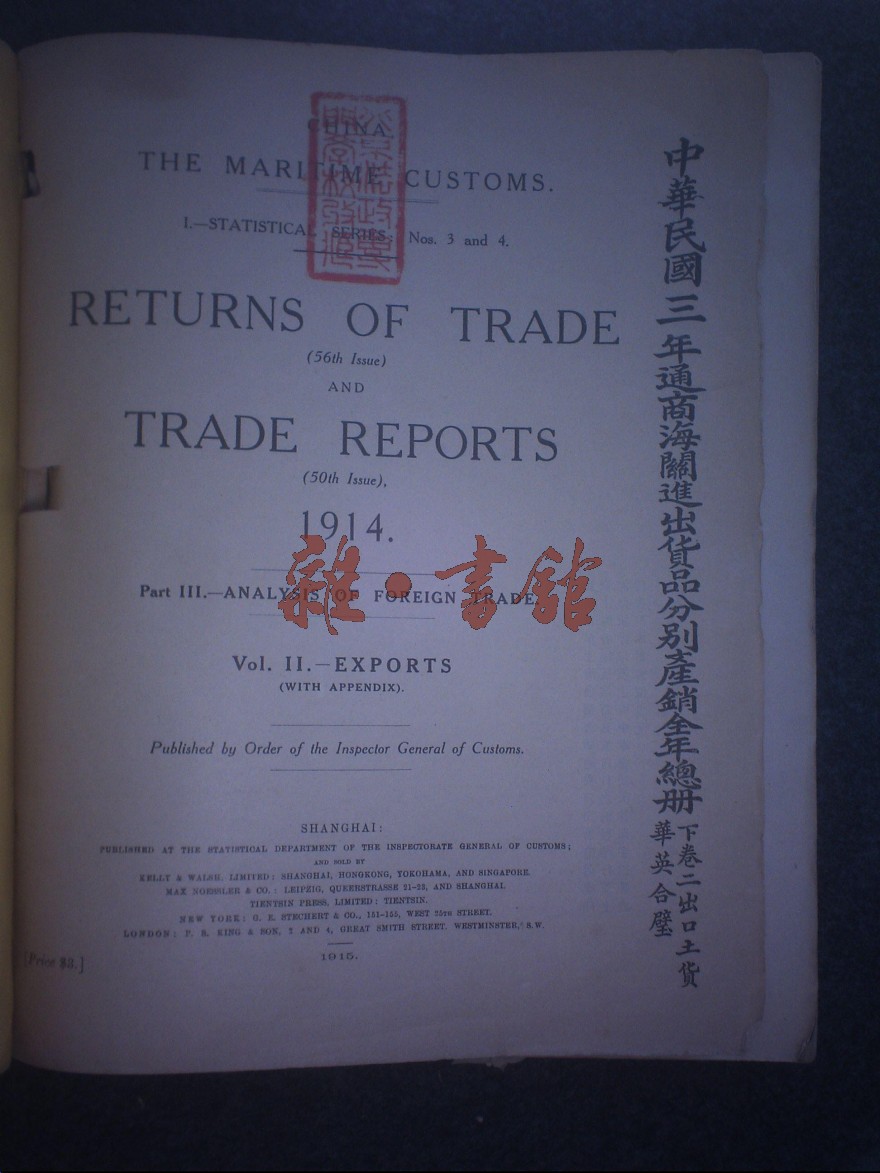 CHINA.
THE MARITIME CUSTOMS.
I.—STATISTICAL SERIES: Nos. 3 and 4.
RETURNS OF TRADE
(56th Issue)
AND
TRADE REPORTS
(50th Issue),
1914.
Part III.—ANALYSIS OF FOREIGN TRADE.
雜·書館
Vol. II.—EXPORTS
(WITH APPENDIX).
Published by Order of the Inspector General of Customs.
SHANGHAI:
PUBLISHED AT THE STATISTICAL DEPARTMENT OF THE INSPECTORATE GENERAL OF CUSTOMS;
AND SOLD BY
KELLY & WALSH, LIMITED: SHANGHAI, HONGKONG, YOKOHAMA, AND SINGAPORE.
MAX NOESSLER & CO.: LEIPZIG, QUERSTRASSE 21-23, AND SHANGHAI.
TIENTSIN PRESS, LIMITED: TIENTSIN.
NEW YORK: G. E. STECHERT & CO., 151-155, WEST 25TH STREET.
LONDON: P. S. KING & SON, 2 AND 4, GREAT SMITH STREET, WESTMINSTER, S.W.
1915.
[Price $3.]
中華民國三年通商海關進出貨品分別產銷全年總册
下卷二出口土貨
華英合璧